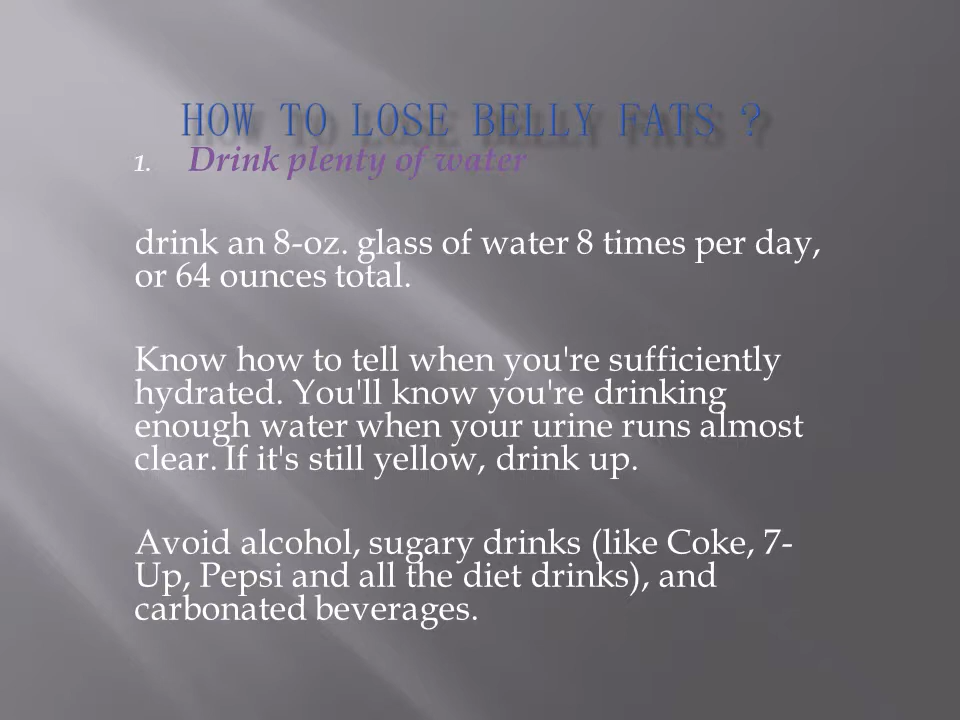 HOW TO LOSE BELLY FATS ?
1. Drink plenty of water
drink an 8-oz. glass of water 8 times per day,
or 64 ounces total.
Know how to tell when you're sufficiently
hydrated. You'll know you're drinking
enough water when your urine runs almost
clear. If it's still yellow, drink up.
Avoid alcohol, sugary drinks (like Coke, 7-
Up, Pepsi and all the diet drinks), and
carbonated beverages.